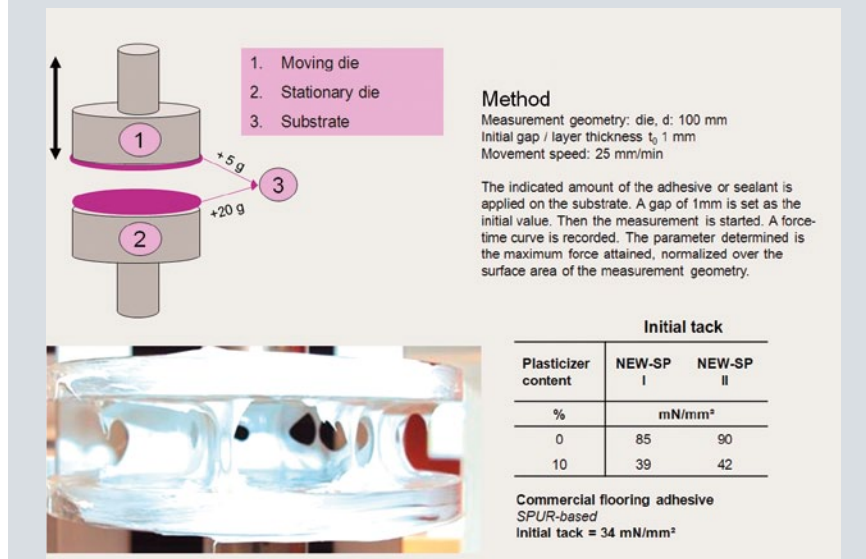 1. Moving die
2. Stationary die
3. Substrate
1
+5 g
3
+20 g
2
Method
Measurement geometry: die, d: 100 mm
Initial gap / layer thickness t₀ 1 mm
Movement speed: 25 mm/min
The indicated amount of the adhesive or sealant is
applied on the substrate. A gap of 1mm is set as the
initial value. Then the measurement is started. A force-
time curve is recorded. The parameter determined is
the maximum force attained, normalized over the
surface area of the measurement geometry.
Initial tack
Plasticizer NEW-SP NEW-SP
content I II
% mN/mm²
0 85 90
10 39 42
Commercial flooring adhesive
SPUR-based
Initial tack = 34 mN/mm²